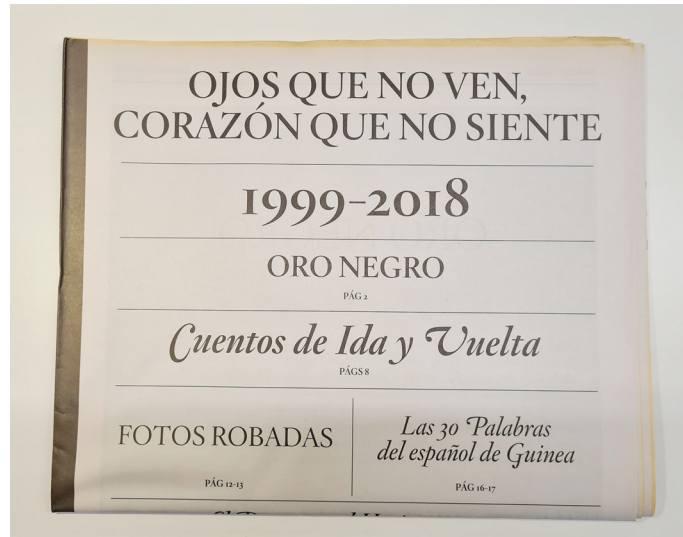 OJOS QUE NO VEN,
CORAZÓN QUE NO SIENTE
1999-2018
ORO NEGRO
PÁG 2
Cuentos de Ida y Vuelta
PÁGS 8
FOTOS ROBADAS
PÁG 12-13
Las 30 Palabras
del español de Guinea
PÁG 16-17